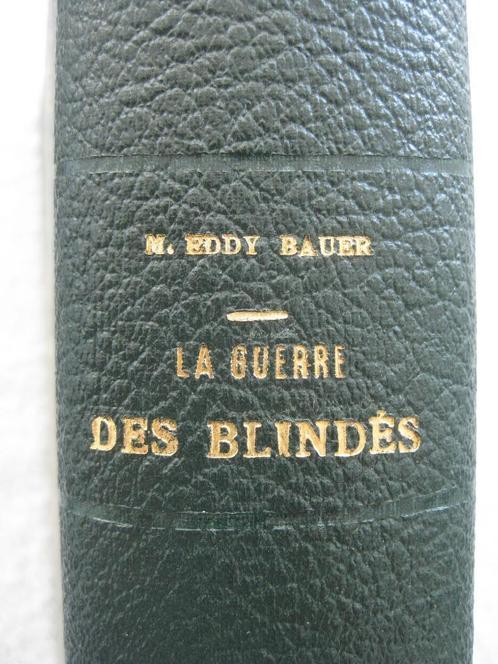 M. EDDY BAUER
LA GUERRE
DES BLINDÉS